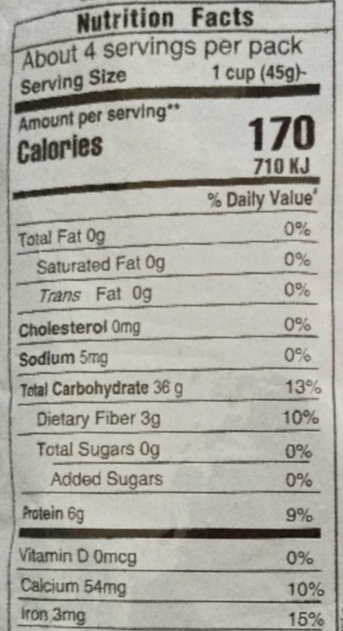 Nutrition Facts
About 4 servings per pack
Serving Size 1 cup (45g)-
Amount per serving**
Calories 170
710 KJ
% Daily Value*
Total Fat 0g 0%
Saturated Fat 0g 0%
Trans Fat 0g 0%
Cholesterol 0mg 0%
Sodium 5mg 0%
Total Carbohydrate 36 g 13%
Dietary Fiber 3g 10%
Total Sugars 0g 0%
Added Sugars 0%
Protein 6g 9%
Vitamin D 0mcg 0%
Calcium 54mg 10%
Iron 3mg 15%